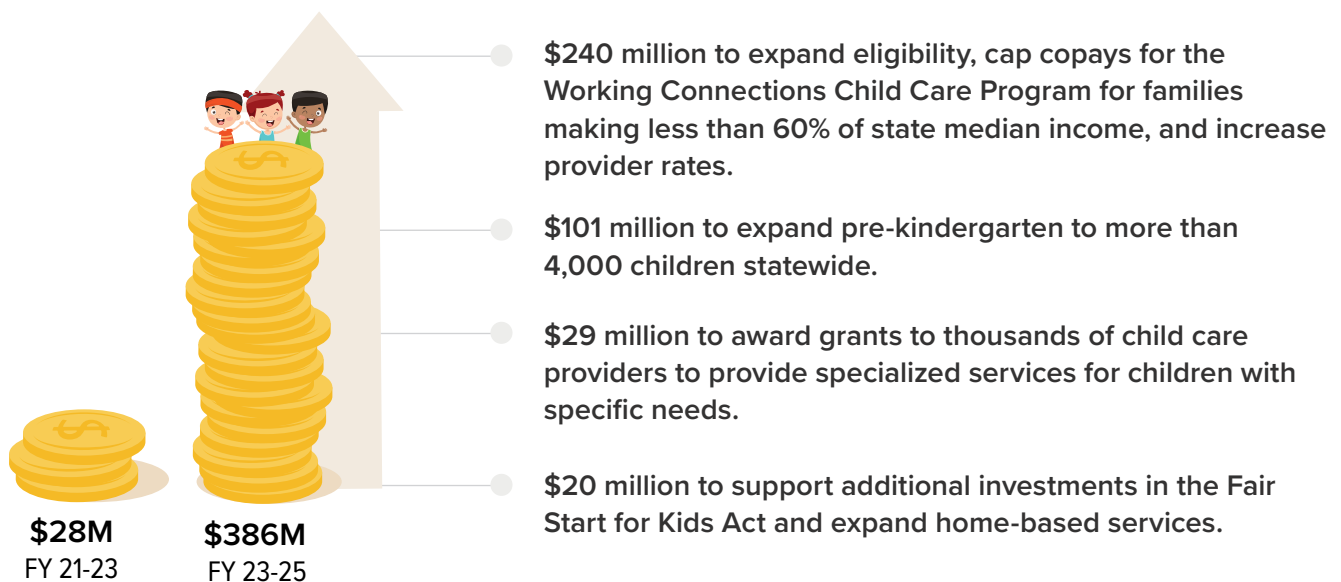 $240 million to expand eligibility, cap copays for the
Working Connections Child Care Program for families
making less than 60% of state median income, and increase
provider rates.
$101 million to expand pre-kindergarten to more than
4,000 children statewide.
$29 million to award grants to thousands of child care
providers to provide specialized services for children with
specific needs.
$20 million to support additional investments in the Fair
Start for Kids Act and expand home-based services.
$
$
$28M
FY 21-23
$386M
FY 23-25